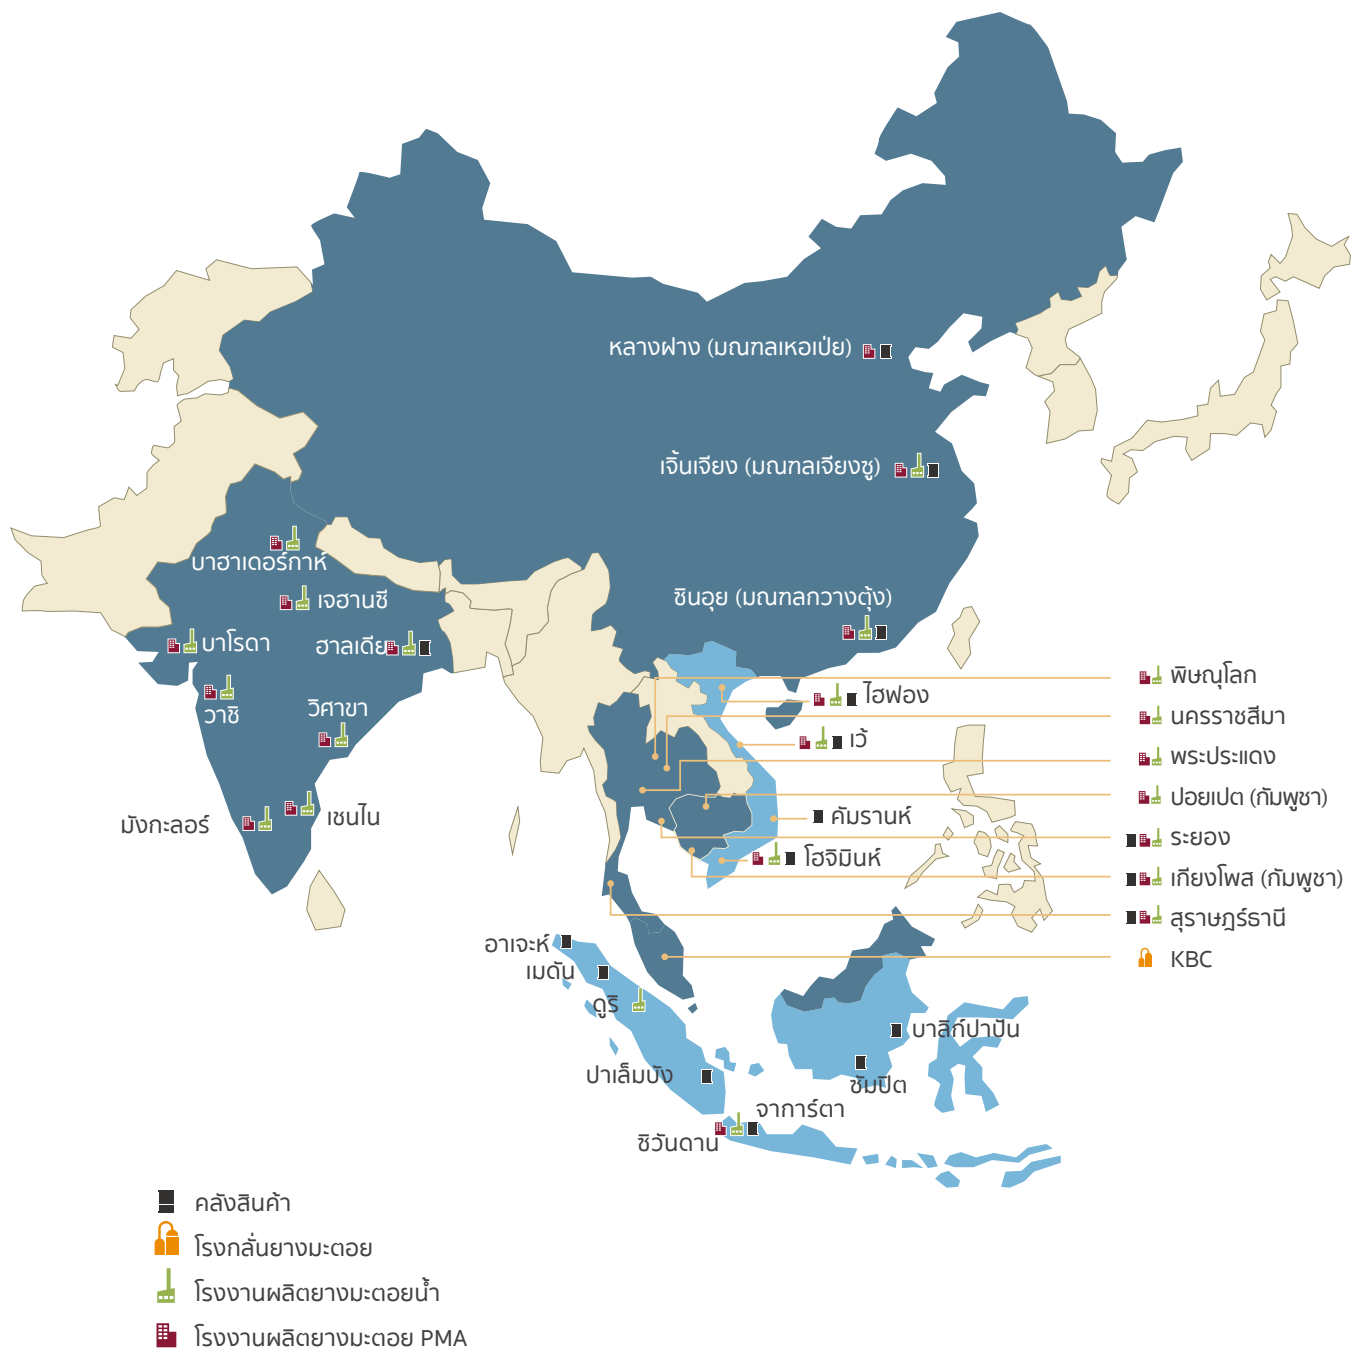 หลางฝาง (มณฑลเหอเป่ย)
เจิ้นเจียง (มณฑลเจียงซู)
บาฮาเดอร์กาห์
เจฮานซี
ซินฮุย (มณฑลกวางตุ้ง)
บาโรดา
ฮาลเดีย
วาชิ
วิศาขา
มังกะลอร์
เชนไน
ไฮฟอง
เว้
คัมรานห์
โฮจิมินห์
พิษณุโลก
นครราชสีมา
พระประแดง
ปอยเปต (กัมพูชา)
ระยอง
เกียงโพส (กัมพูชา)
สุราษฎร์ธานี
KBC
อาเจะห์
เมดัน
ดูริ
บาลิก์ปาปัน
ปาเล็มบัง
ซัมปิต
จาการ์ตา
ซิวันดาน
คลังสินค้า
โรงกลั่นยางมะตอย
โรงงานผลิตยางมะตอยน้ำ
โรงงานผลิตยางมะตอย PMA